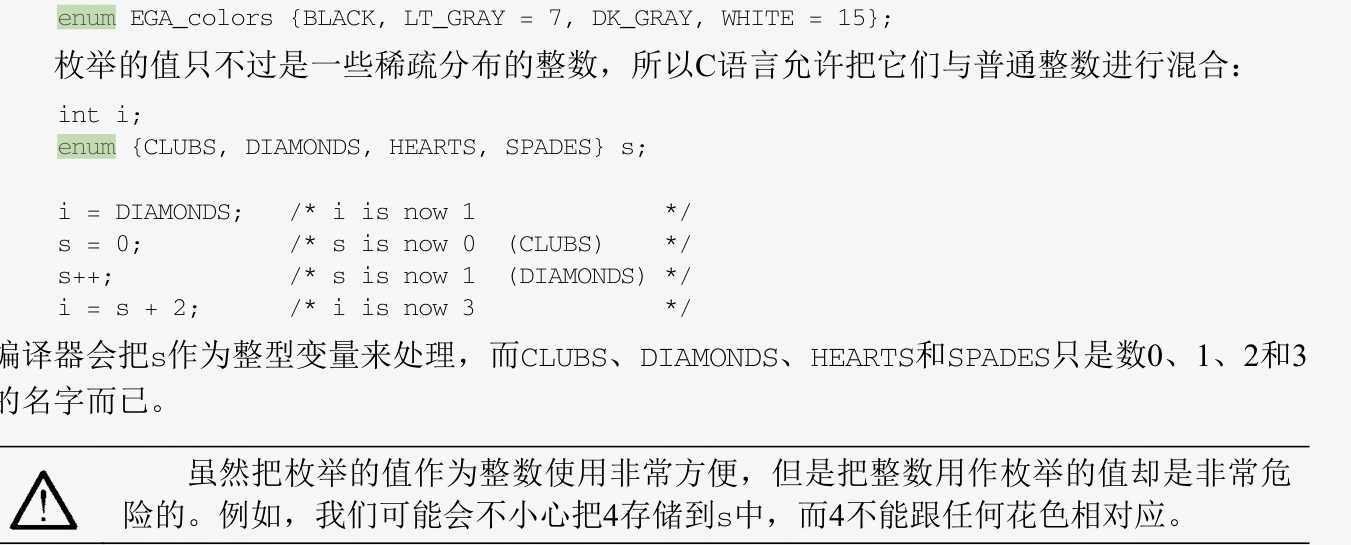 enum EGA_colors {BLACK, LT_GRAY = 7, DK_GRAY, WHITE = 15};
枚举的值只不过是一些稀疏分布的整数，所以C语言允许把它们与普通整数进行混合：
int i;
enum {CLUBS, DIAMONDS, HEARTS, SPADES} s;
i = DIAMONDS;   /* i is now 1             */
s = 0;          /* s is now 0  (CLUBS)    */
s++;            /* s is now 1  (DIAMONDS) */
i = s + 2;      /* i is now 3             */
编译器会把s作为整型变量来处理，而CLUBS、DIAMONDS、HEARTS和SPADES只是数0、1、2和3
的名字而已。
虽然把枚举的值作为整数使用非常方便，但是把整数用作枚举的值却是非常危
险的。例如，我们可能会不小心把4存储到s中，而4不能跟任何花色相对应。